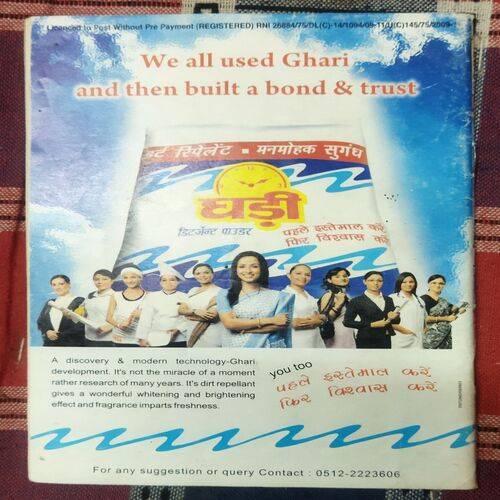 Licenced to Post Without Pre Payment (REGISTERED) RNI 26884/75/DL(C)-14/1094/09-11/U(C)145/75/2009-1
We all used Ghari
and then built a bond & trust
डर्ट रिपेलेंट ▪ मनमोहक सुगंध
घड़ी
डिटर्जेन्ट पाउडर
पहले इस्तेमाल करें
फिर विश्वास करें
A discovery & modern technology-Ghari
development. It's not the miracle of a moment
rather research of many years. It's dirt repellant
gives a wonderful whitening and brightening
effect and fragrance imparts freshness.
you too
पहले इस्तेमाल करें
फिर विश्वास करें
For any suggestion or query Contact : 0512-2223606